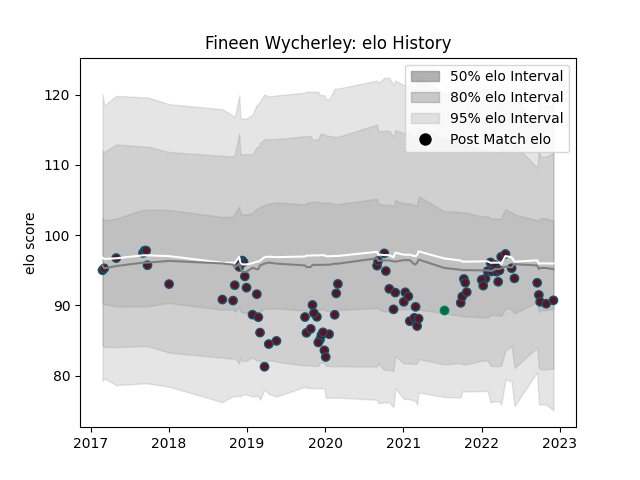 Fineen Wycherley: elo History
50% elo Interval
80% elo Interval
95% elo Interval
Post Match elo
elo score
120
110
100
90
80
2017 2018 2019 2020 2021 2022 2023